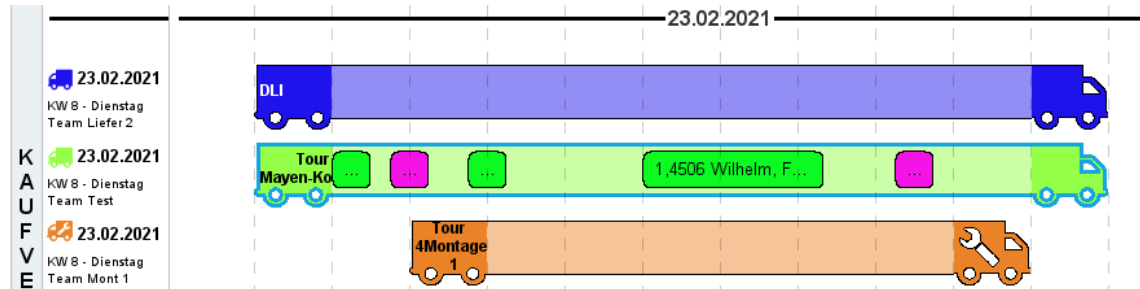 23.02.2021
23.02.2021
KW 8 - Dienstag
Team Liefer 2
DLI
23.02.2021
KW 8 - Dienstag
Team Test
Tour
Mayen-Ko
...
...
...
1,4506 Wilhelm, F...
...
23.02.2021
KW 8 - Dienstag
Team Mont 1
Tour
4Montage
1
KAUFVE